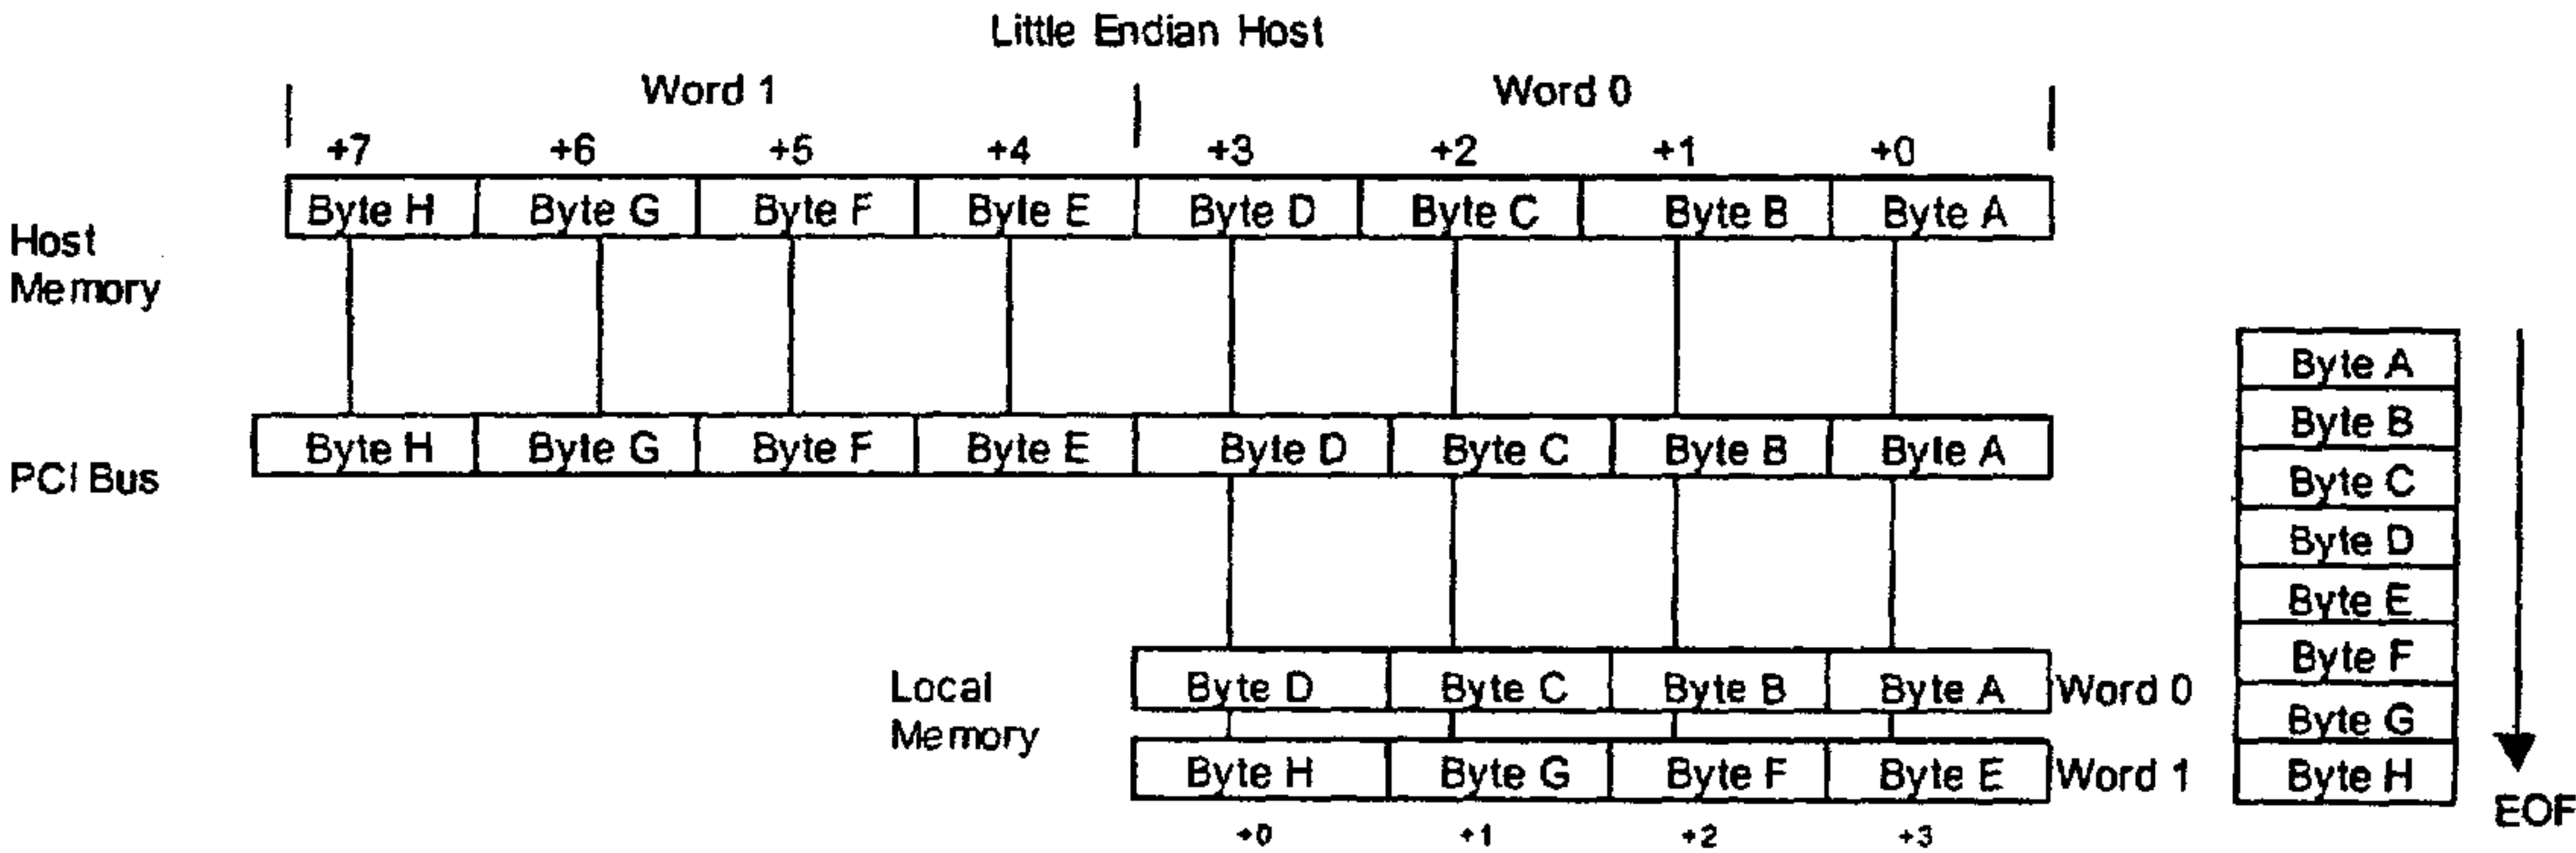 Little Endian Host
Word 1 Word 0
+7 +6 +5 +4 +3 +2 +1 +0
Byte H Byte G Byte F Byte E Byte D Byte C Byte B Byte A
Host
Memory
PCI Bus
Byte H Byte G Byte F Byte E Byte D Byte C Byte B Byte A
Local
Memory
Byte D Byte C Byte B Byte A Word 0
Byte H Byte G Byte F Byte E Word 1
+0 +1 +2 +3
Byte A
Byte B
Byte C
Byte D
Byte E
Byte F
Byte G
Byte H
EOF